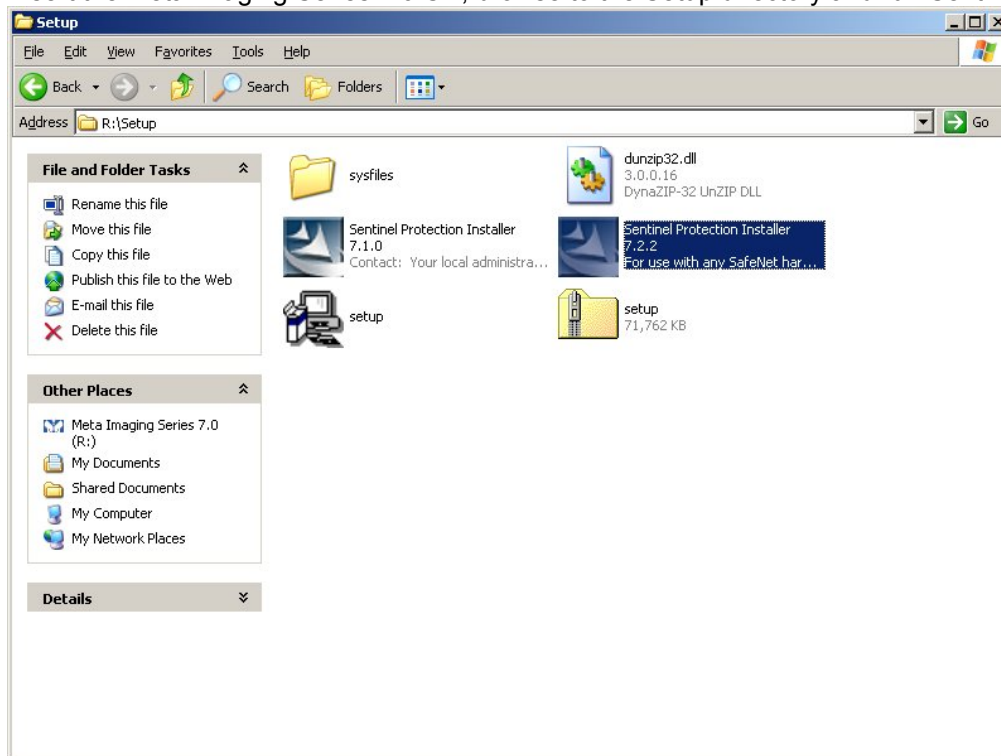 Setup
File Edit View Favorites Tools Help
Back Search Folders
Address R:\Setup Go
File and Folder Tasks
Rename this file
Move this file
Copy this file
Publish this file to the Web
E-mail this file
Delete this file
Other Places
Meta Imaging Series 7.0
(R:)
My Documents
Shared Documents
My Computer
My Network Places
Details
sysfiles
dunzip32.dll
3.0.0.16
DynaZIP-32 UnZIP DLL
Sentinel Protection Installer
7.1.0
Contact: Your local administra...
Sentinel Protection Installer
7.2.2
For use with any SafeNet har...
setup
setup
71,762 KB